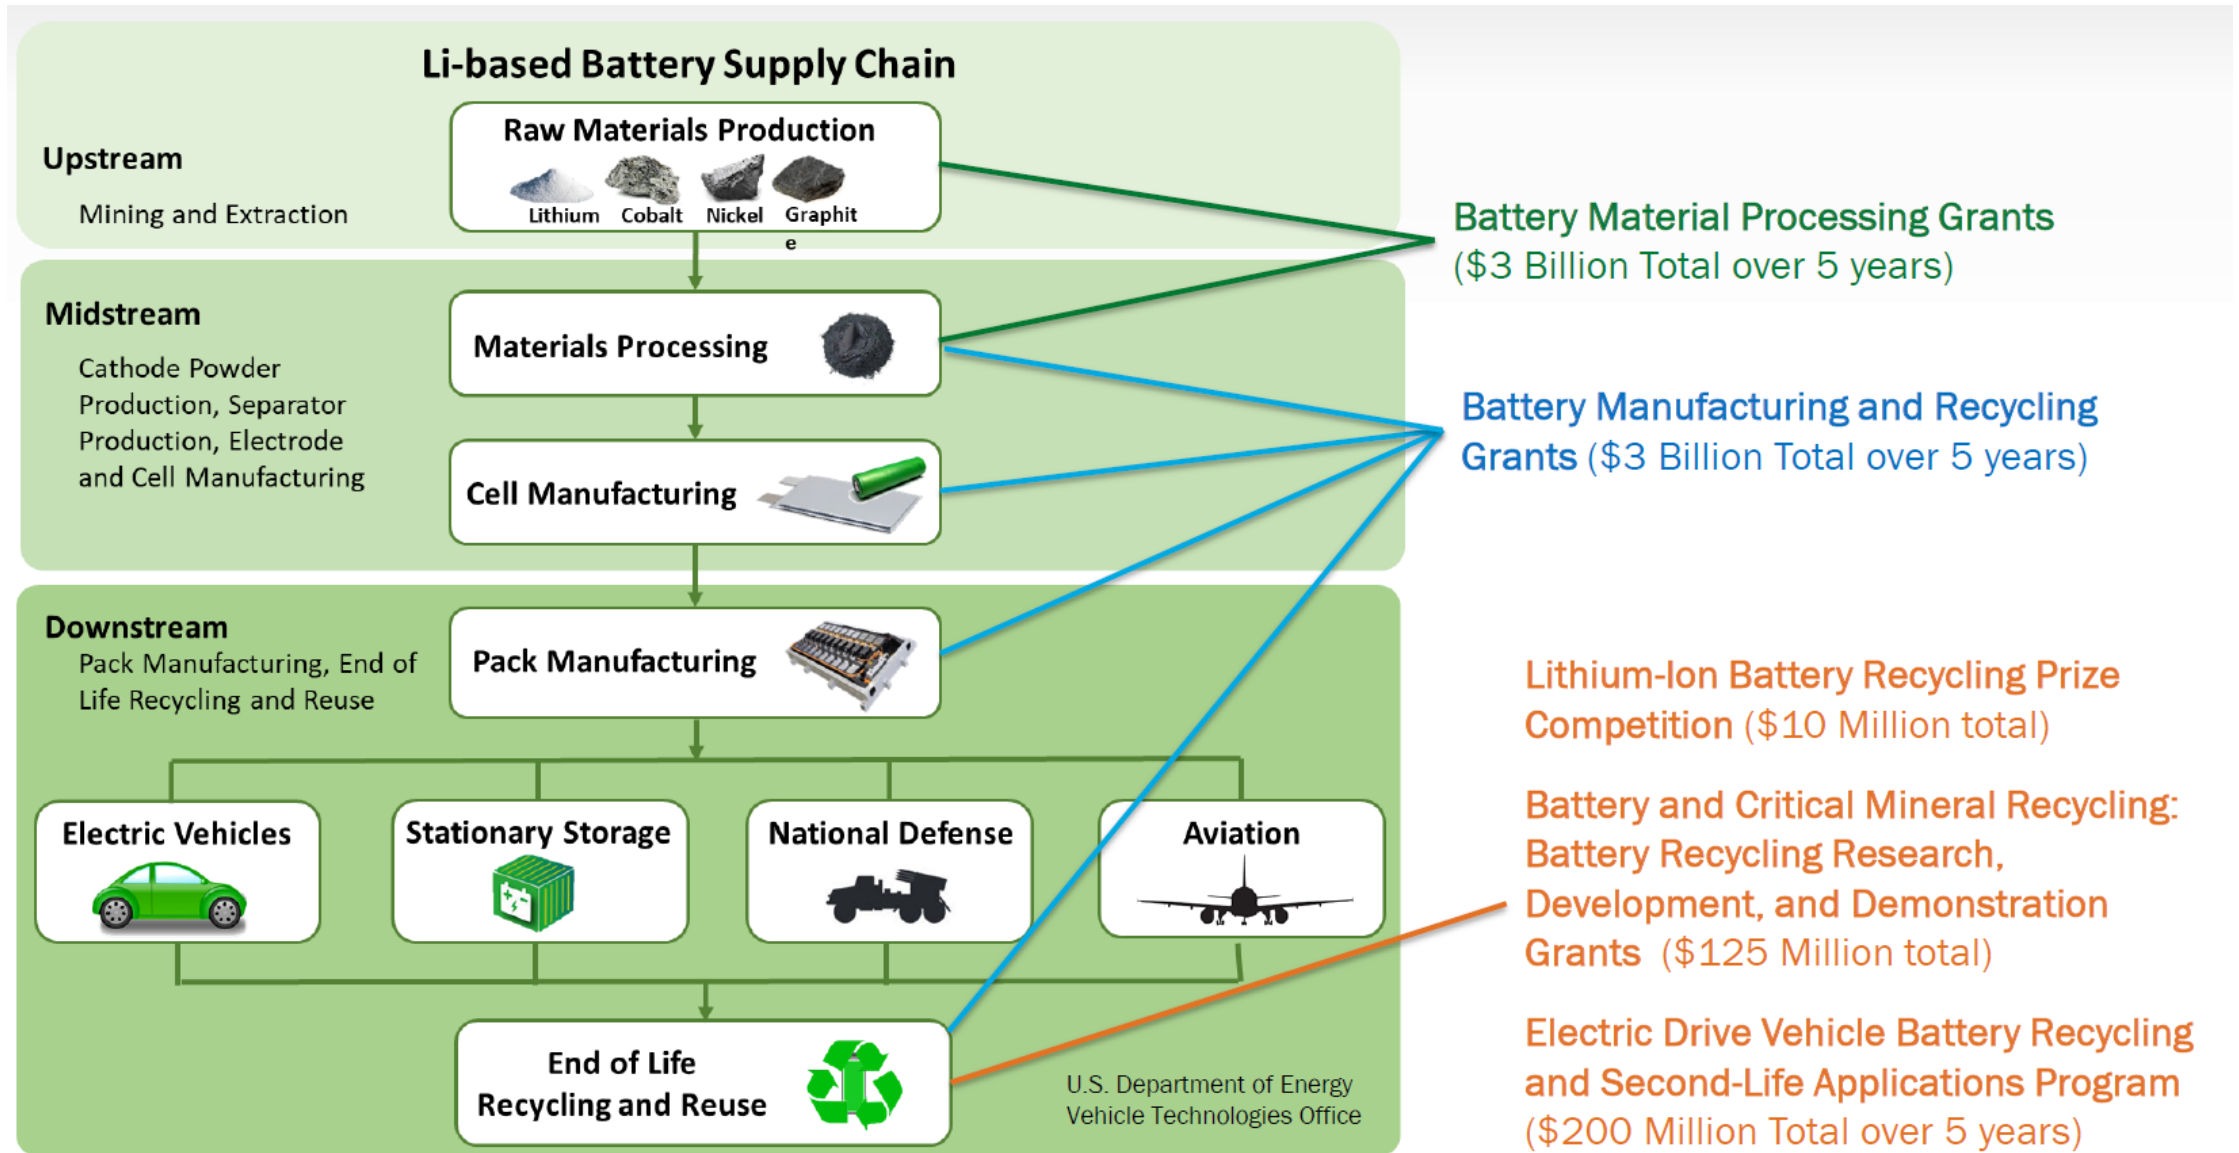 Li-based Battery Supply Chain
Upstream
Mining and Extraction
Raw Materials Production
Lithium Cobalt Nickel Graphit
e
Midstream
Cathode Powder
Production, Separator
Production, Electrode
and Cell Manufacturing
Materials Processing
Cell Manufacturing
Downstream
Pack Manufacturing, End of
Life Recycling and Reuse
Pack Manufacturing
Electric Vehicles
Stationary Storage
National Defense
Aviation
End of Life
Recycling and Reuse
U.S. Department of Energy
Vehicle Technologies Office
Battery Material Processing Grants
($3 Billion Total over 5 years)
Battery Manufacturing and Recycling
Grants ($3 Billion Total over 5 years)
Lithium-Ion Battery Recycling Prize
Competition ($10 Million total)
Battery and Critical Mineral Recycling:
Battery Recycling Research,
Development, and Demonstration
Grants ($125 Million total)
Electric Drive Vehicle Battery Recycling
and Second-Life Applications Program
($200 Million Total over 5 years)